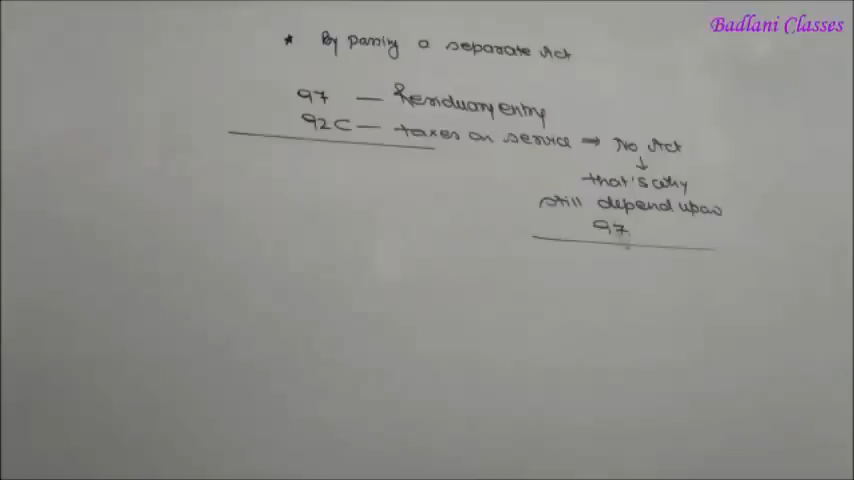 Badlani Classes
* By passing a separate Act
97 — Residuary entry
92C — taxes on service → No Act
↓
that's why
still depend upon
97